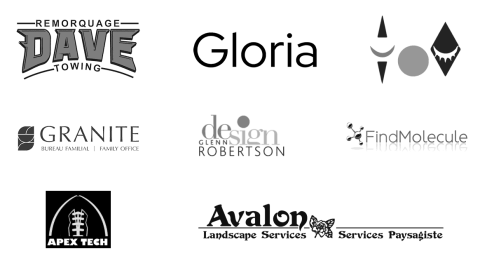 REMORQUAGE
DAVE
TOWING
Gloria
GRANITE
BUREAU FAMILIAL | FAMILY OFFICE
design
GLENN
ROBERTSON
FindMolecule
APEX TECH
Avalon
Landscape Services Services Paysagiste